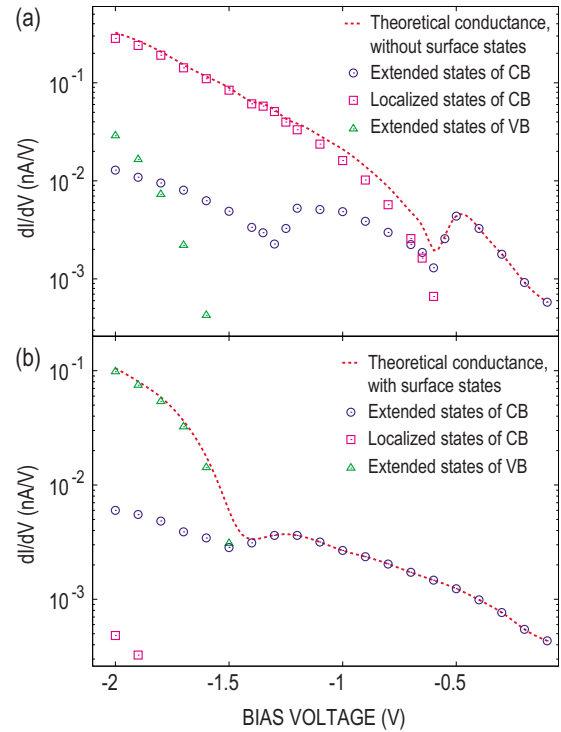 (a)
Theoretical conductance,
without surface states
Extended states of CB
Localized states of CB
Extended states of VB
10^-1
10^-2
10^-3
dI/dV (nA/V)
(b)
Theoretical conductance,
with surface states
Extended states of CB
Localized states of CB
Extended states of VB
10^-1
10^-2
10^-3
dI/dV (nA/V)
-2 -1.5 -1 -0.5
BIAS VOLTAGE (V)